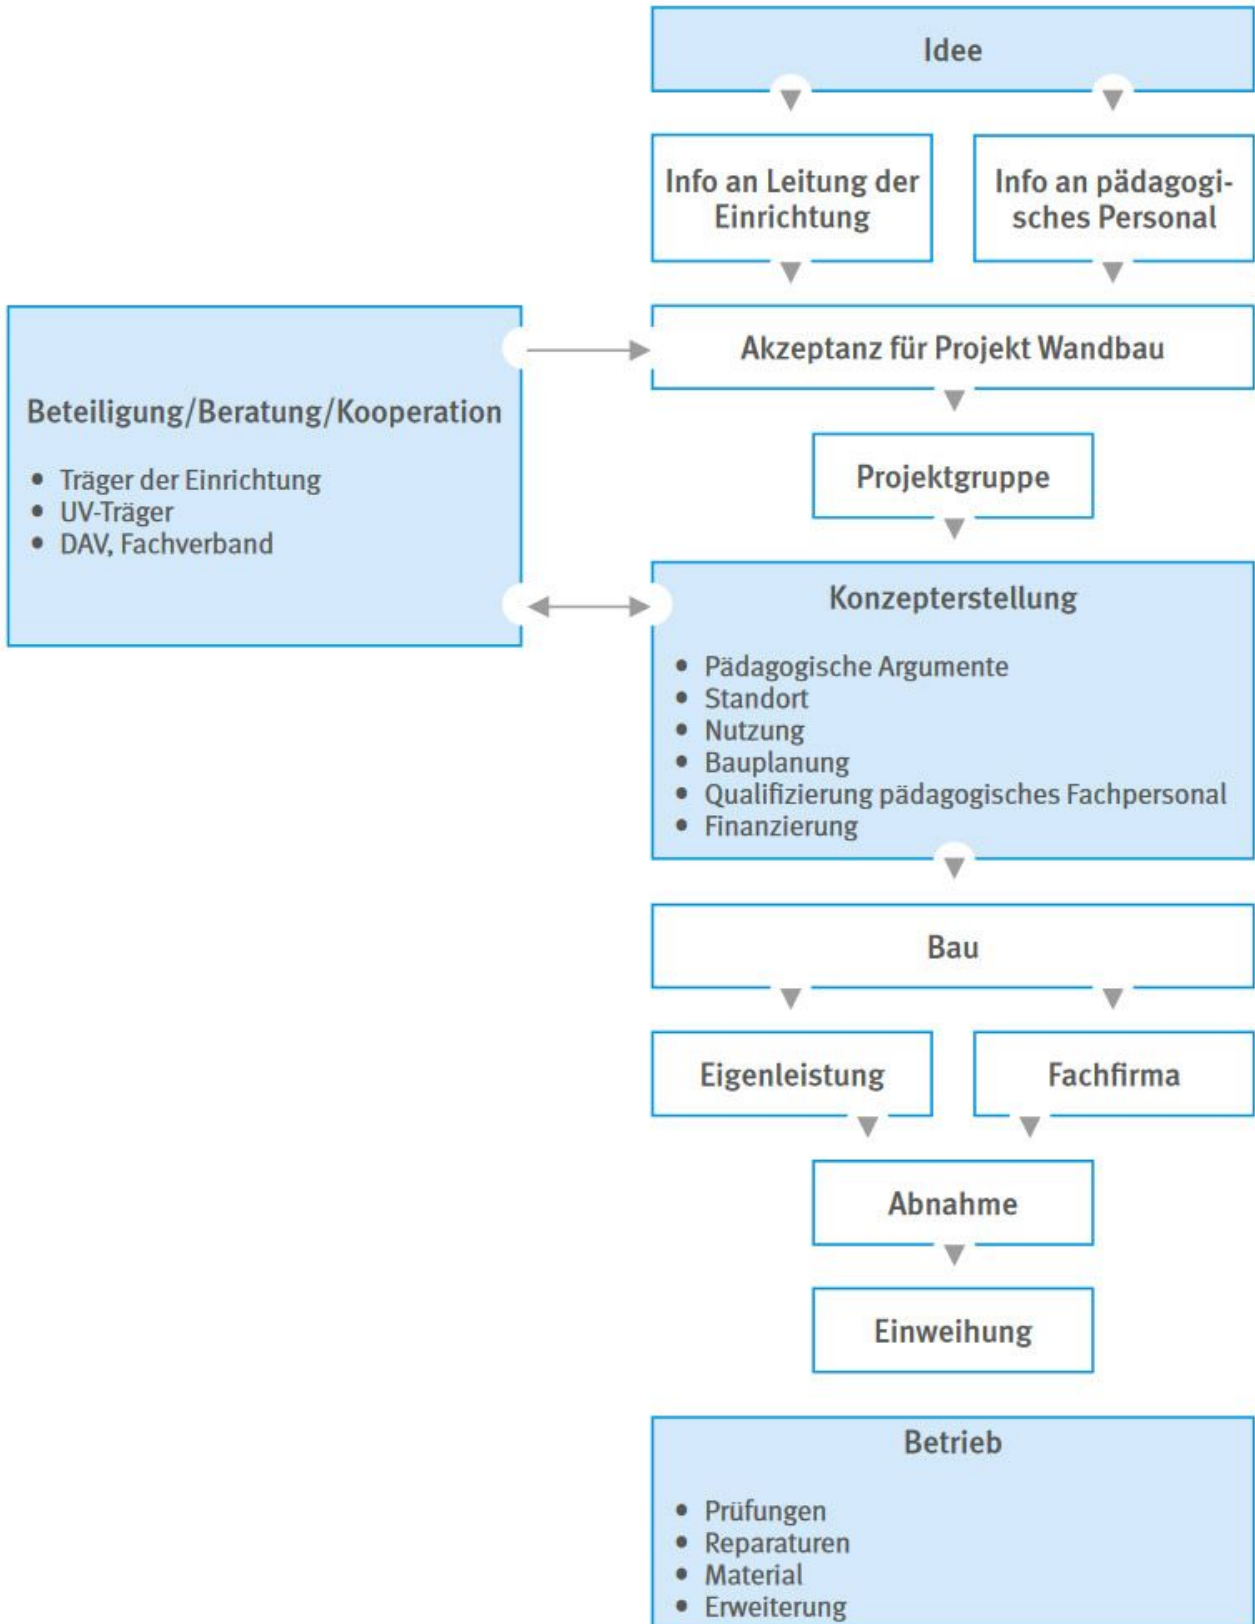 Idee
Info an Leitung der
Einrichtung
Info an pädagogi-
sches Personal
Akzeptanz für Projekt Wandbau
Beteiligung/Beratung/Kooperation
• Träger der Einrichtung
• UV-Träger
• DAV, Fachverband
Projektgruppe
Konzepterstellung
• Pädagogische Argumente
• Standort
• Nutzung
• Bauplanung
• Qualifizierung pädagogisches Fachpersonal
• Finanzierung
Bau
Eigenleistung
Fachfirma
Abnahme
Einweihung
Betrieb
• Prüfungen
• Reparaturen
• Material
• Erweiterung